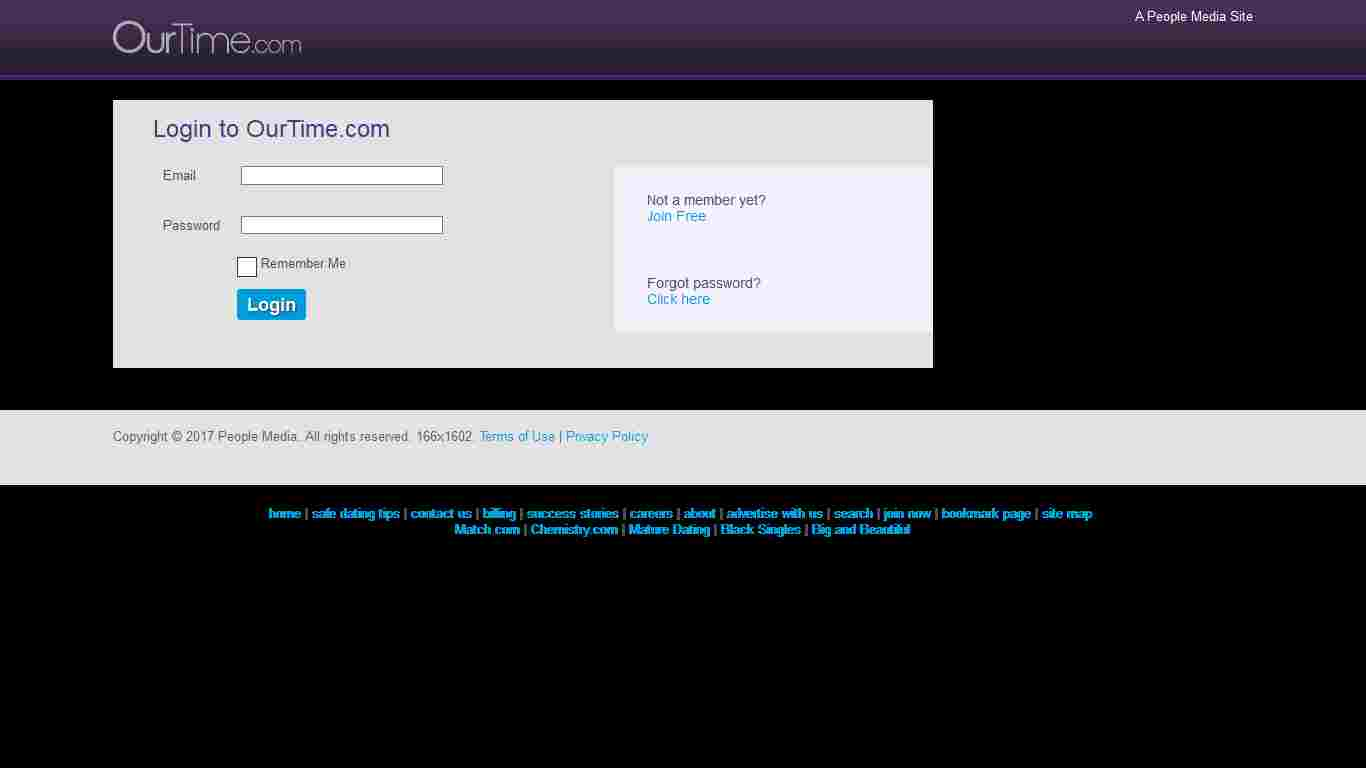 OurTime.com
A People Media Site
Login to OurTime.com
Email
Password
Remember Me
Login
Not a member yet?
Join Free
Forgot password?
Click here
Copyright © 2017 People Media. All rights reserved. 166x1602. Terms of Use | Privacy Policy
home | safe dating tips | contact us | billing | success stories | careers | about | advertise with us | search | join now | bookmark page | site map
Match.com | Chemistry.com | Mature Dating | Black Singles | Big and Beautiful